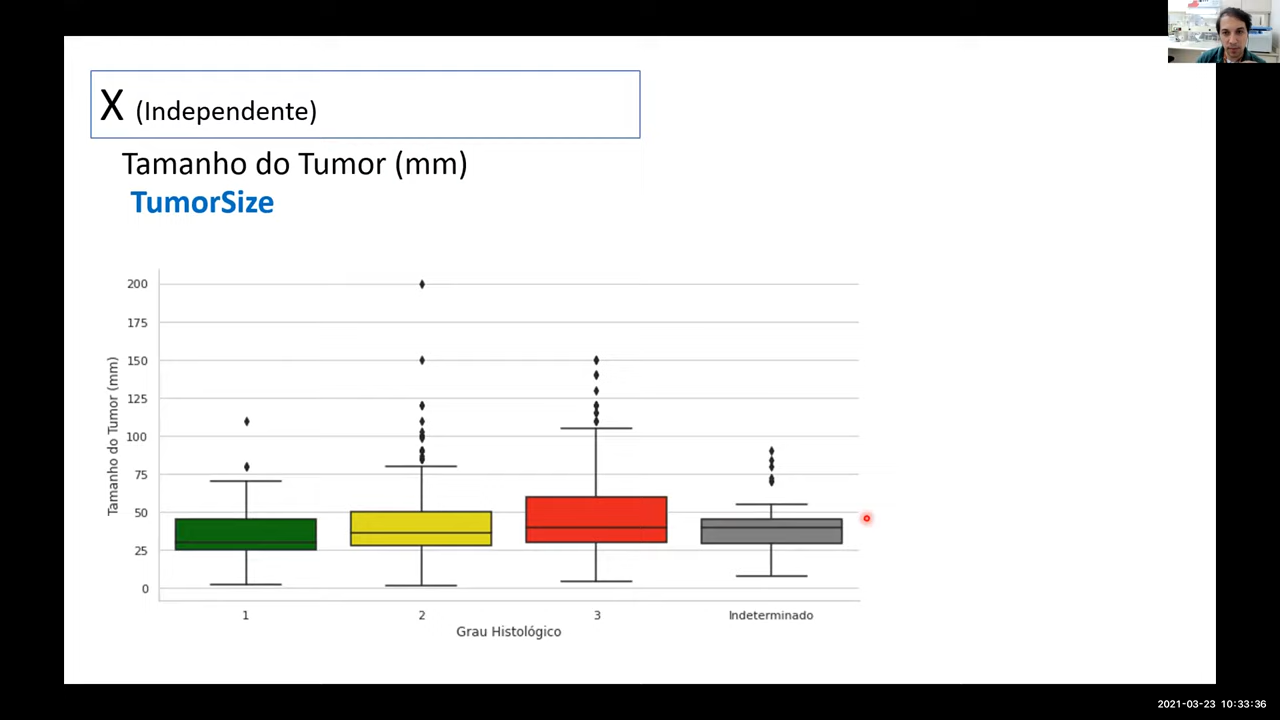 X (Independente)
Tamanho do Tumor (mm)
TumorSize
200
175
150
125
100
75
50
25
0
Tamanho do Tumor (mm)
1 2 3 Indeterminado
Grau Histológico
2021-03-23 10:33:36